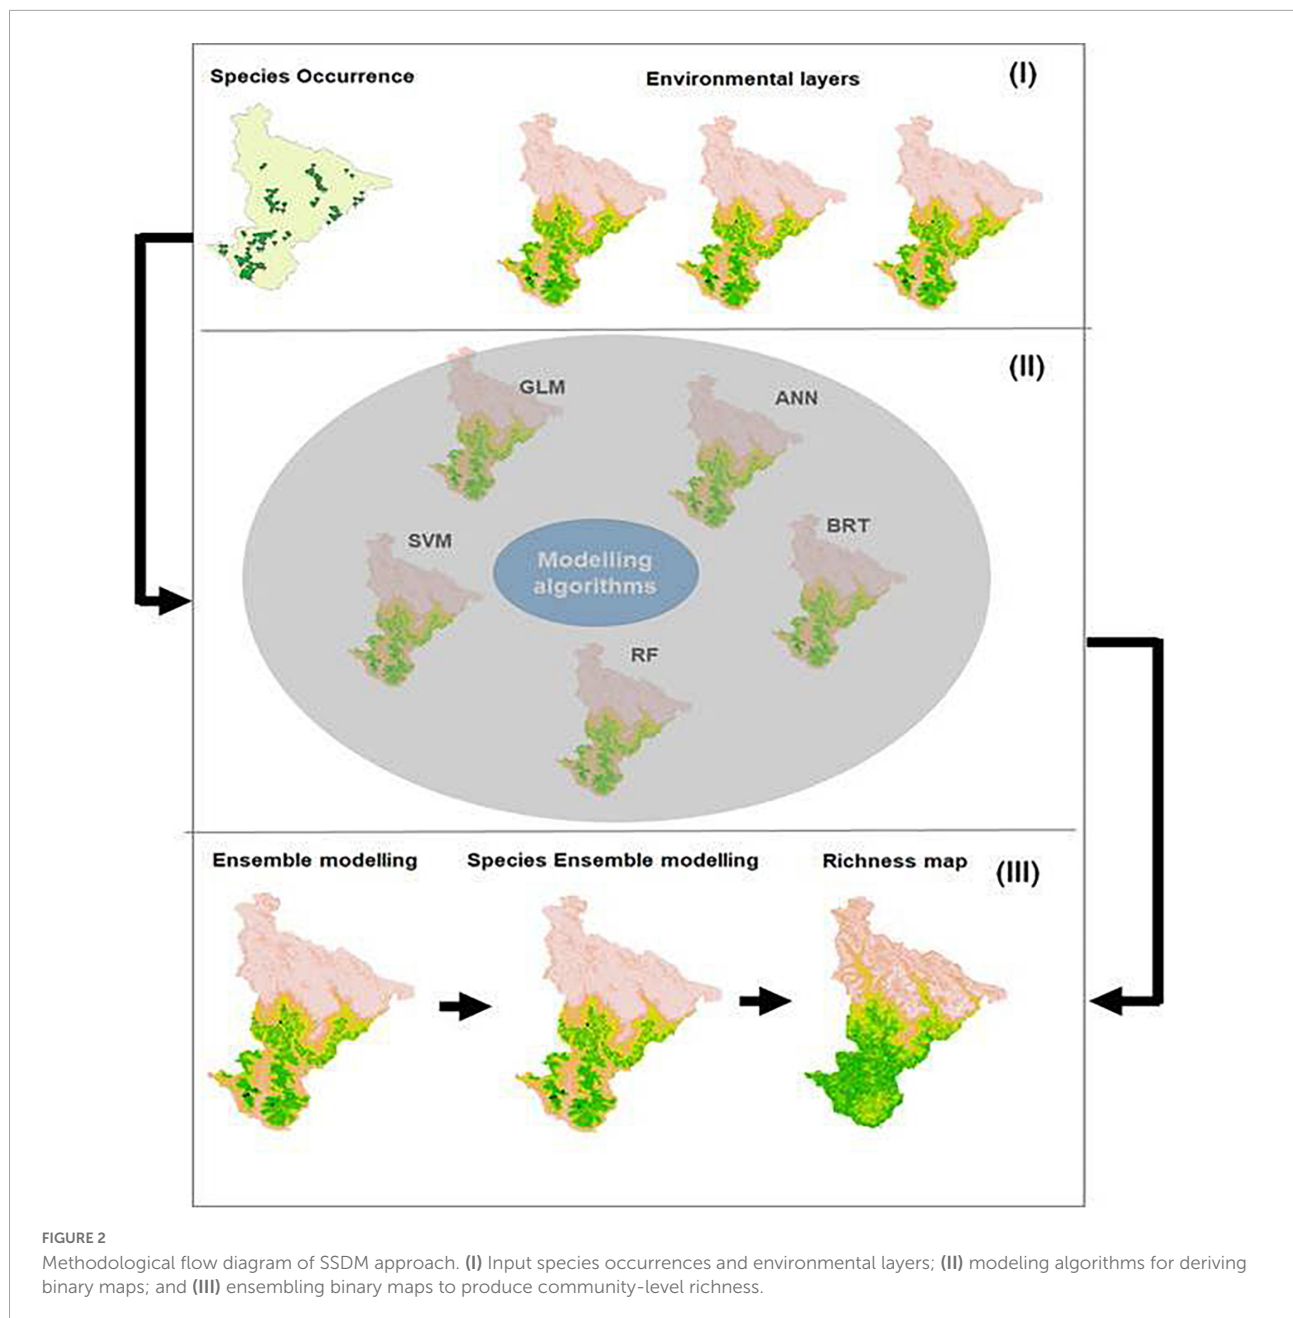 Species Occurrence
Environmental layers
(I)
(II)
GLM
ANN
SVM
BRT
Modelling
algorithms
RF
Ensemble modelling
Species Ensemble modelling
Richness map
(III)
FIGURE 2
Methodological flow diagram of SSDM approach. (I) Input species occurrences and environmental layers; (II) modeling algorithms for deriving
binary maps; and (III) ensembling binary maps to produce community-level richness.